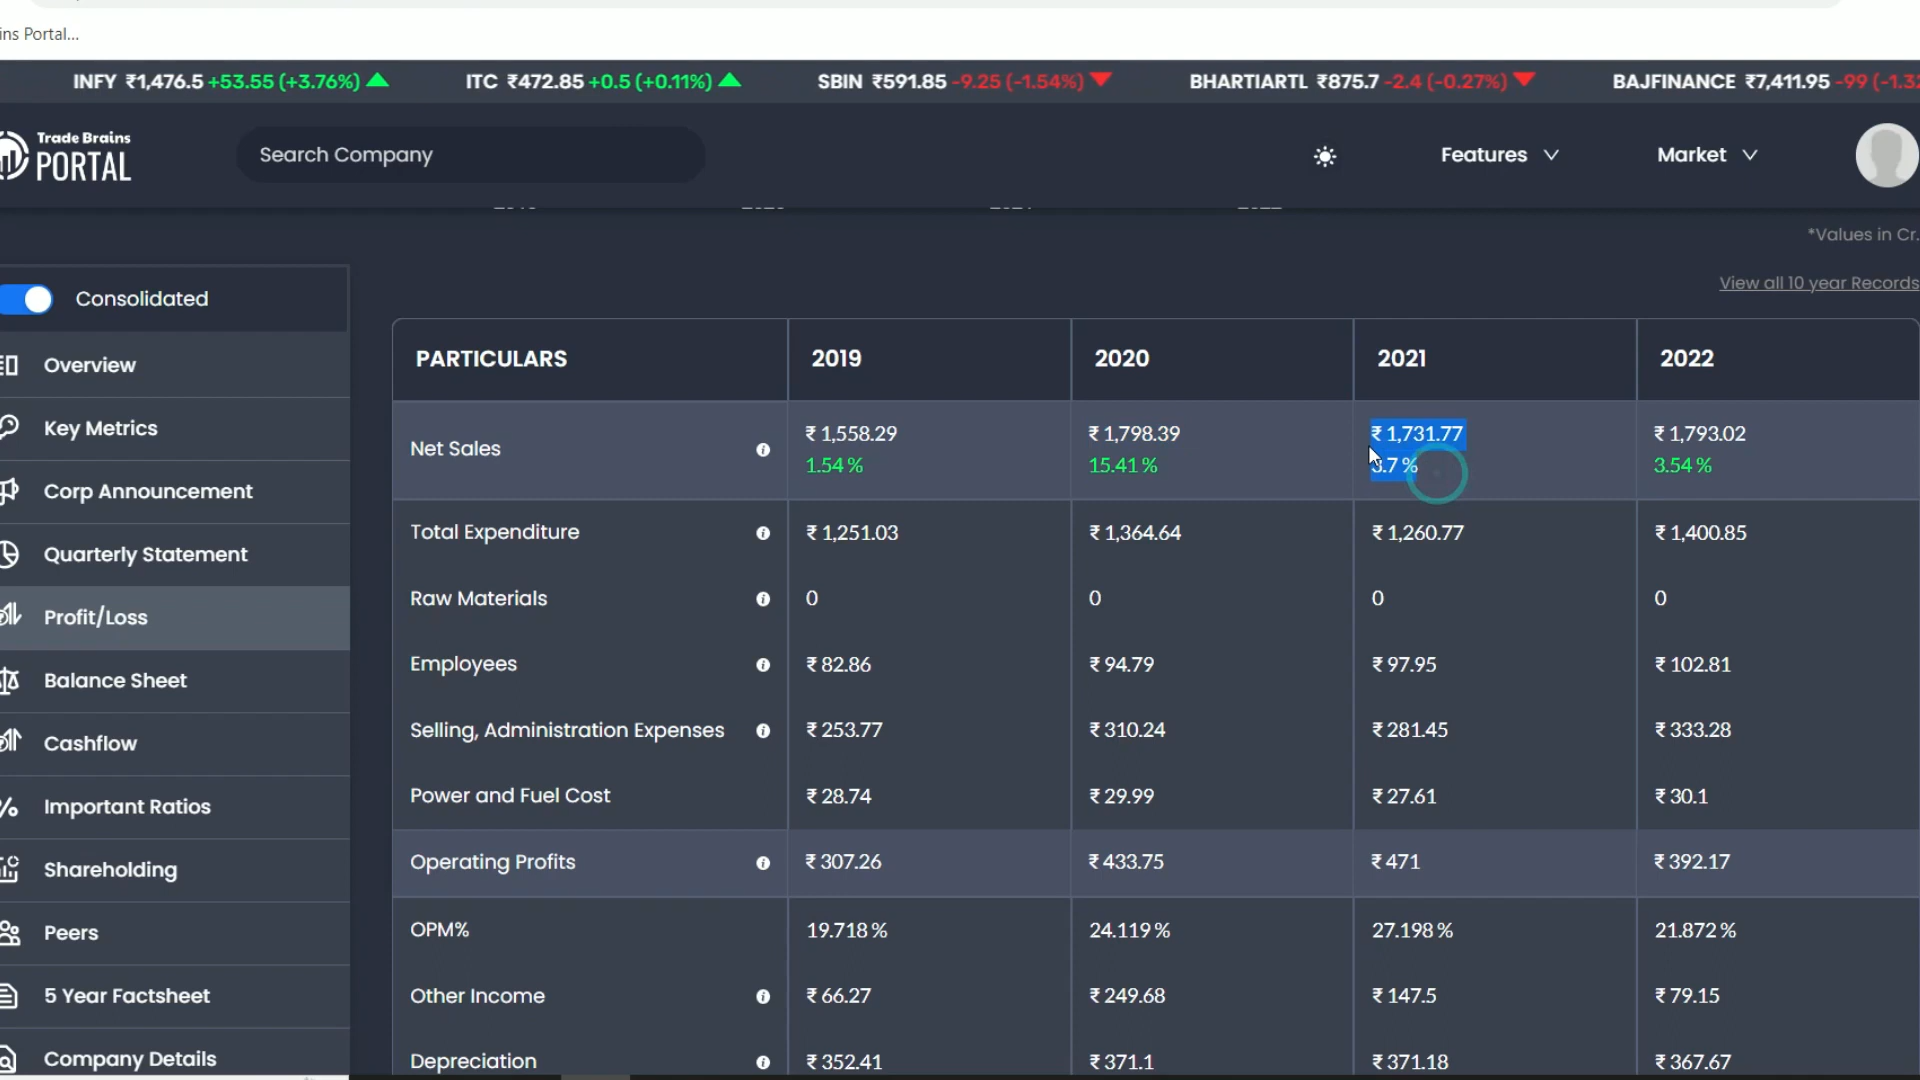 ins Portal...
INFY ₹1,476.5 +53.55 (+3.76%) ITC ₹472.85 +0.5 (+0.11%) SBIN ₹591.85 -9.25 (-1.54%) BHARTIARTL ₹875.7 -2.4 (-0.27%) BAJFINANCE ₹7,411.95 -99 (-1.32
Trade Brains
PORTAL
Search Company
Features
Market
*Values in Cr.
View all 10 year Records
Consolidated
Overview
Key Metrics
Corp Announcement
Quarterly Statement
Profit/Loss
Balance Sheet
Cashflow
Important Ratios
Shareholding
Peers
5 Year Factsheet
Company Details
PARTICULARS 2019 2020 2021 2022
Net Sales ₹ 1,558.29 ₹ 1,798.39 ₹ 1,731.77 ₹ 1,793.02
1.54 % 15.41 % 3.7 % 3.54 %
Total Expenditure ₹ 1,251.03 ₹ 1,364.64 ₹ 1,260.77 ₹ 1,400.85
Raw Materials 0 0 0 0
Employees ₹ 82.86 ₹ 94.79 ₹ 97.95 ₹ 102.81
Selling, Administration Expenses ₹ 253.77 ₹ 310.24 ₹ 281.45 ₹ 333.28
Power and Fuel Cost ₹ 28.74 ₹ 29.99 ₹ 27.61 ₹ 30.1
Operating Profits ₹ 307.26 ₹ 433.75 ₹ 471 ₹ 392.17
OPM% 19.718 % 24.119 % 27.198 % 21.872 %
Other Income ₹ 66.27 ₹ 249.68 ₹ 147.5 ₹ 79.15
Depreciation ₹ 352.41 ₹ 371.1 ₹ 371.18 ₹ 367.67